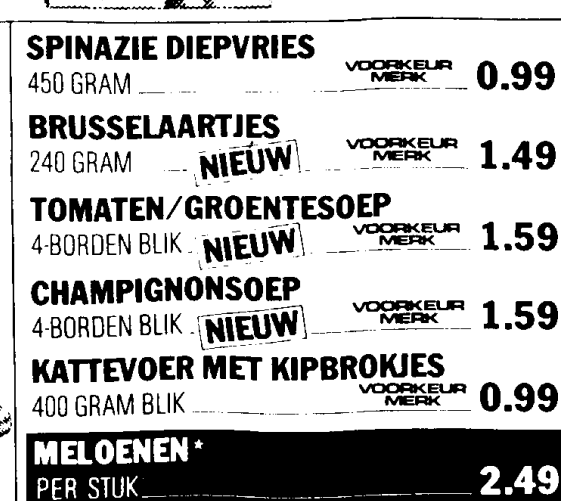 SPINAZIE DIEPVRIES
450 GRAM VOORKEUR MERK 0.99
BRUSSELAARTJES
240 GRAM NIEUW VOORKEUR MERK 1.49
TOMATEN/GROENTESOEP
4-BORDEN BLIK NIEUW VOORKEUR MERK 1.59
CHAMPIGNONSOEP
4-BORDEN BLIK NIEUW VOORKEUR MERK 1.59
KATTEVOER MET KIPBROKJES
400 GRAM BLIK VOORKEUR MERK 0.99
MELOENEN*
PER STUK 2.49